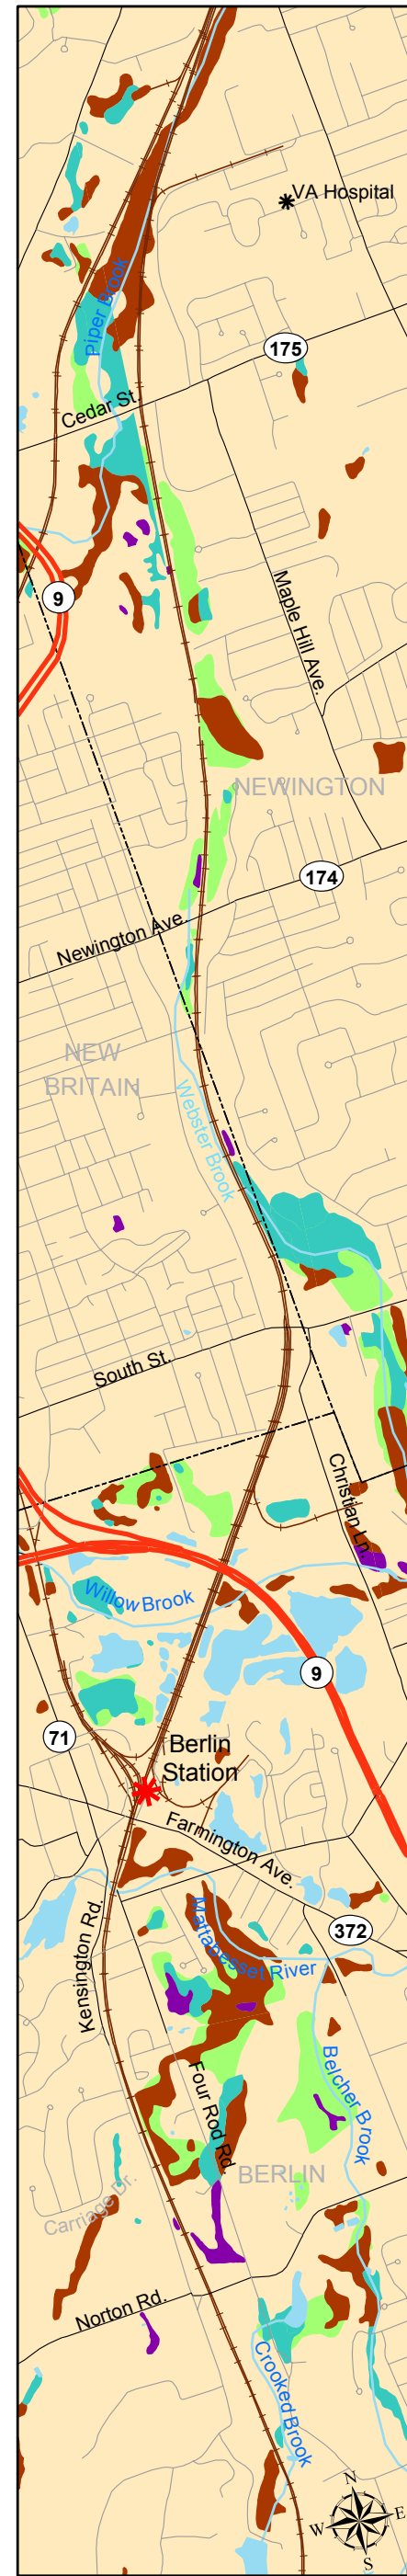 VA Hospital
Piper Brook
175
Cedar St.
9
Maple Hill Ave.
NEWINGTON
174
Newington Ave.
NEW
BRITAIN
Webster Brook
South St.
Christian Ln.
Willow Brook
9
71
Berlin
Station
Farmington Ave.
Kensington Rd.
372
Mattabesset River
Belcher Brook
Four Rod Rd.
BERLIN
Carriage Dr.
Norton Rd.
Crooked Brook
N
W
E
S